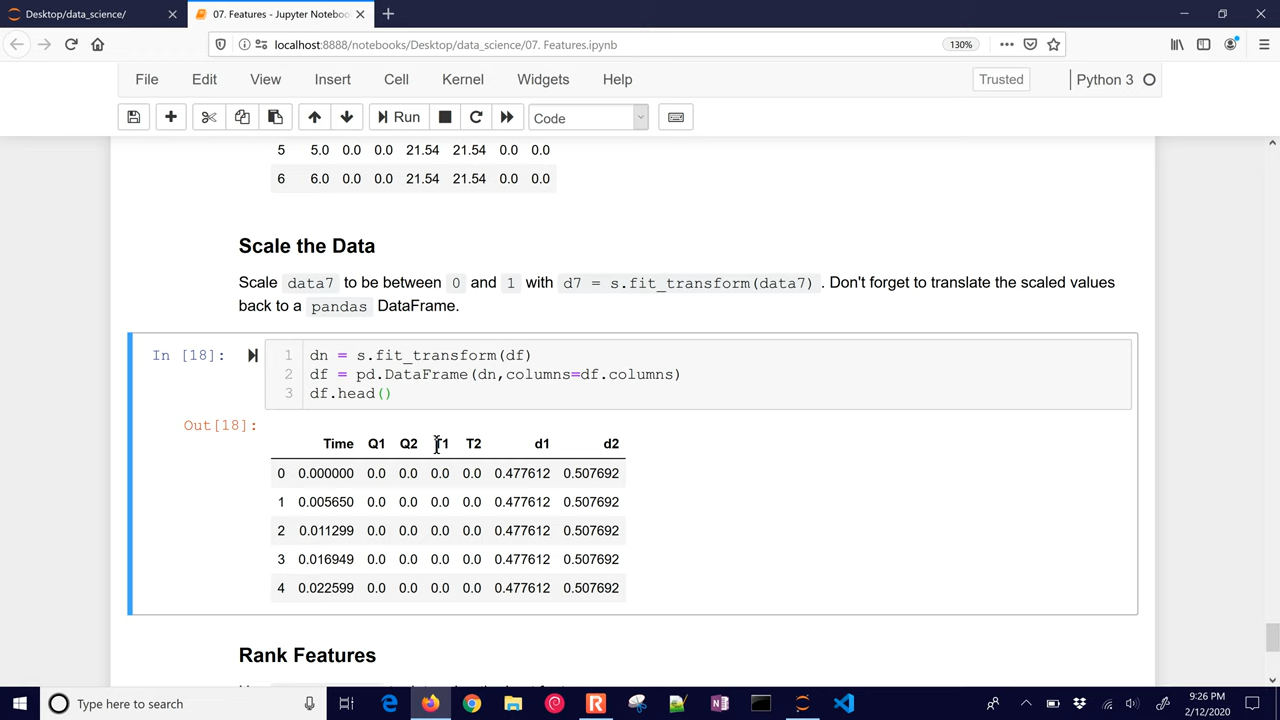 Desktop/data_science/
07. Features - Jupyter Notebook
localhost:8888/notebooks/Desktop/data_science/07. Features.ipynb
130%
File Edit View Insert Cell Kernel Widgets Help Trusted Python 3
Run Code
5 5.0 0.0 0.0 21.54 21.54 0.0 0.0
6 6.0 0.0 0.0 21.54 21.54 0.0 0.0
Scale the Data
Scale data7 to be between 0 and 1 with d7 = s.fit_transform(data7) . Don't forget to translate the scaled values
back to a pandas DataFrame.
In [18]:
1 dn = s.fit_transform(df)
2 df = pd.DataFrame(dn,columns=df.columns)
3 df.head()
Out[18]:
Time Q1 Q2 T1 T2 d1 d2
0 0.000000 0.0 0.0 0.0 0.0 0.477612 0.507692
1 0.005650 0.0 0.0 0.0 0.0 0.477612 0.507692
2 0.011299 0.0 0.0 0.0 0.0 0.477612 0.507692
3 0.016949 0.0 0.0 0.0 0.0 0.477612 0.507692
4 0.022599 0.0 0.0 0.0 0.0 0.477612 0.507692
Rank Features
Type here to search
9:26 PM
2/12/2020